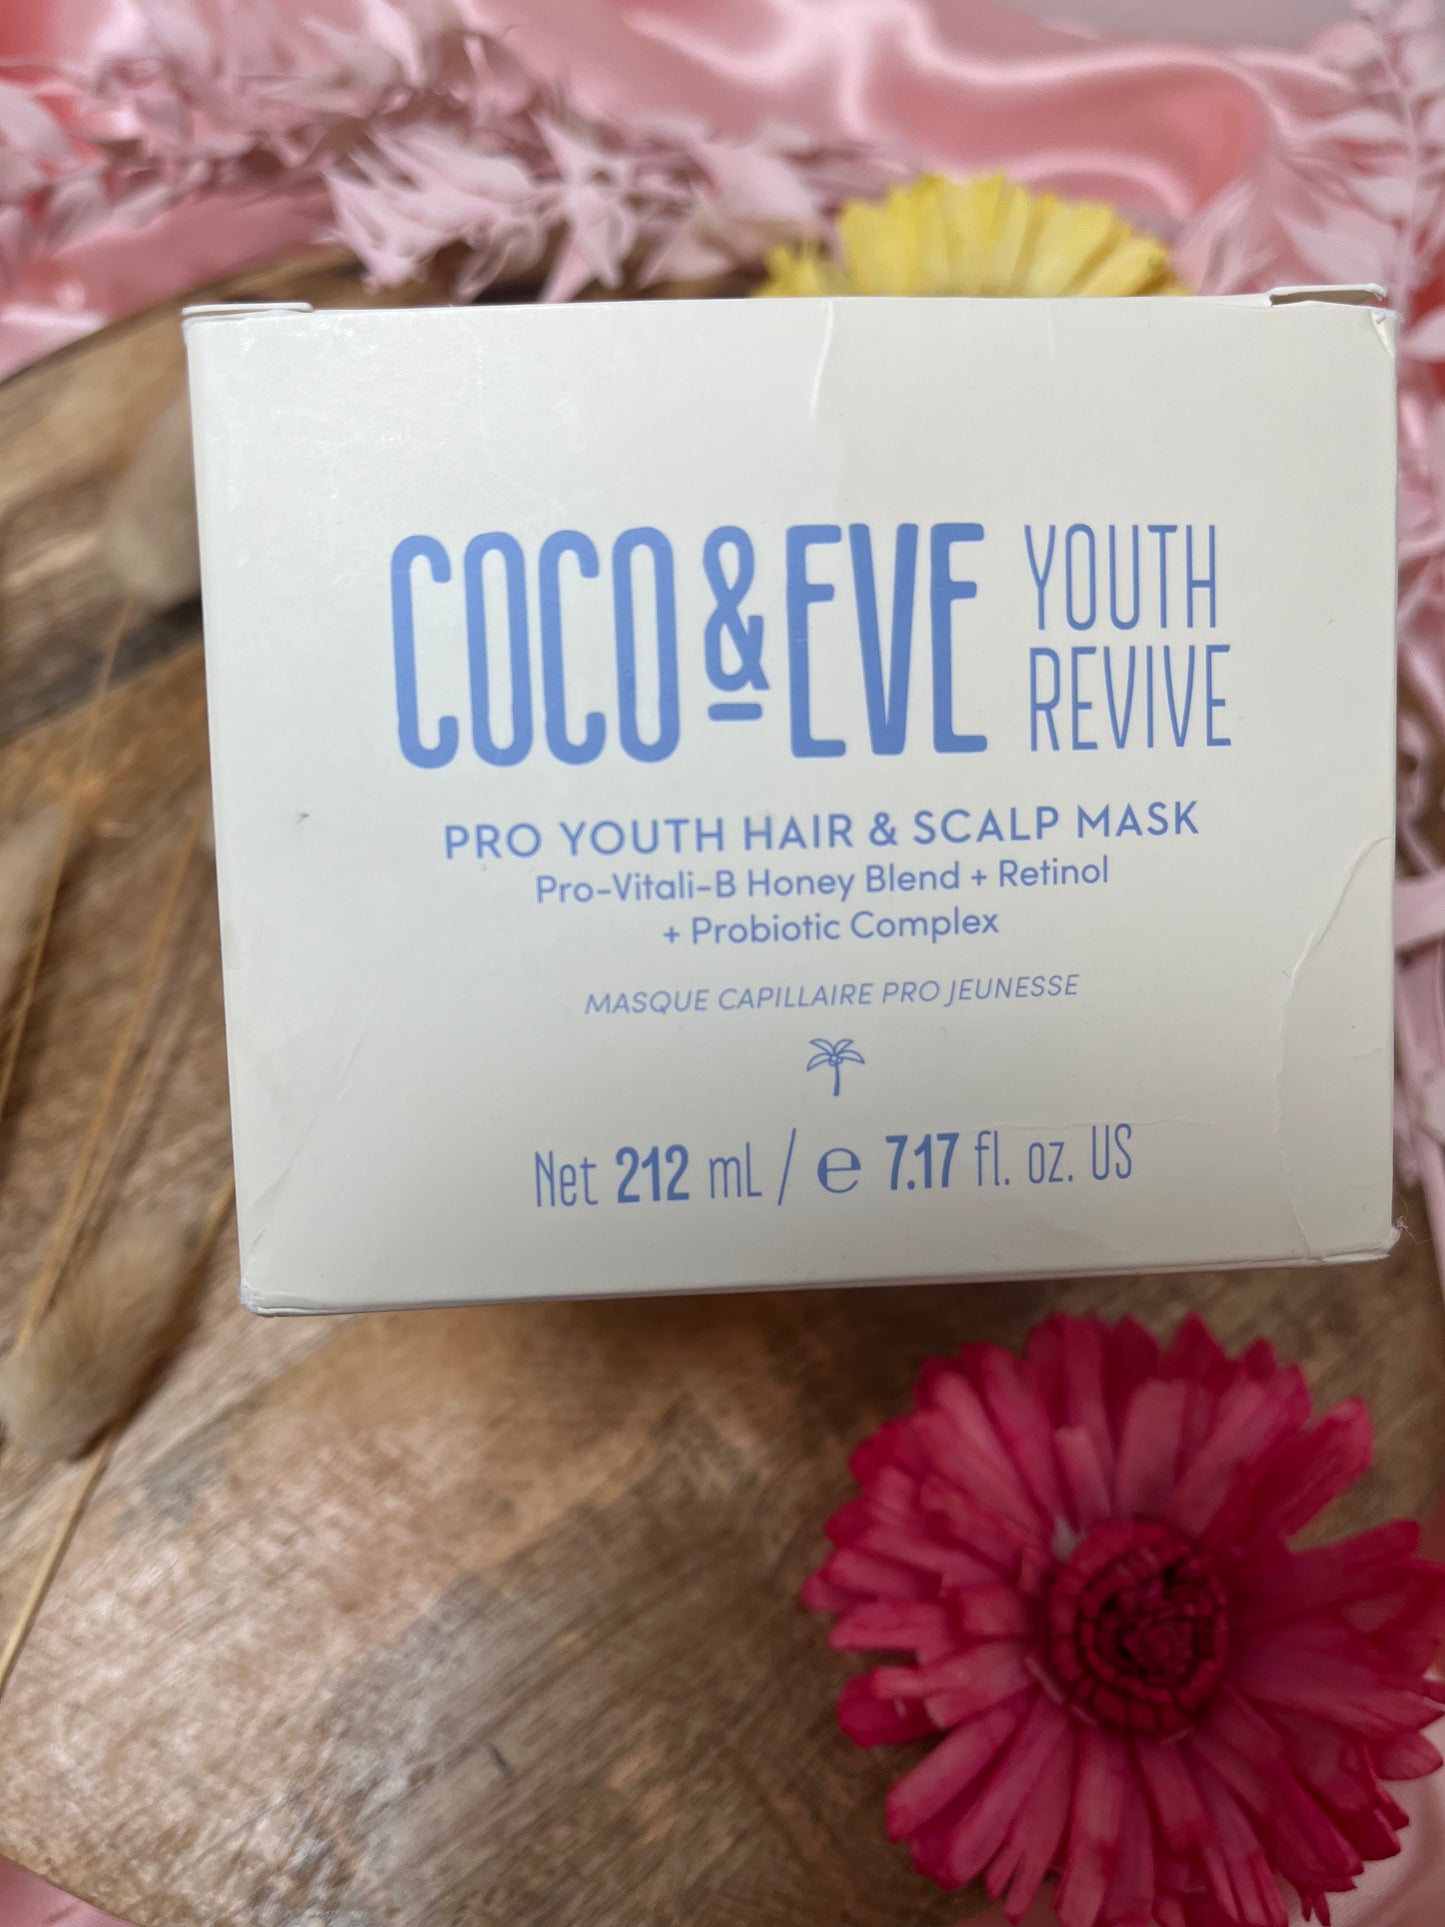 COCO & EVE YOUTH REVIVE
PRO YOUTH HAIR & SCALP MASK
Pro-Vitali-B Honey Blend + Retinol
+ Probiotic Complex
MASQUE CAPILLAIRE PRO JEUNESSE
Net 212 mL / e 7.17 fl. oz. US